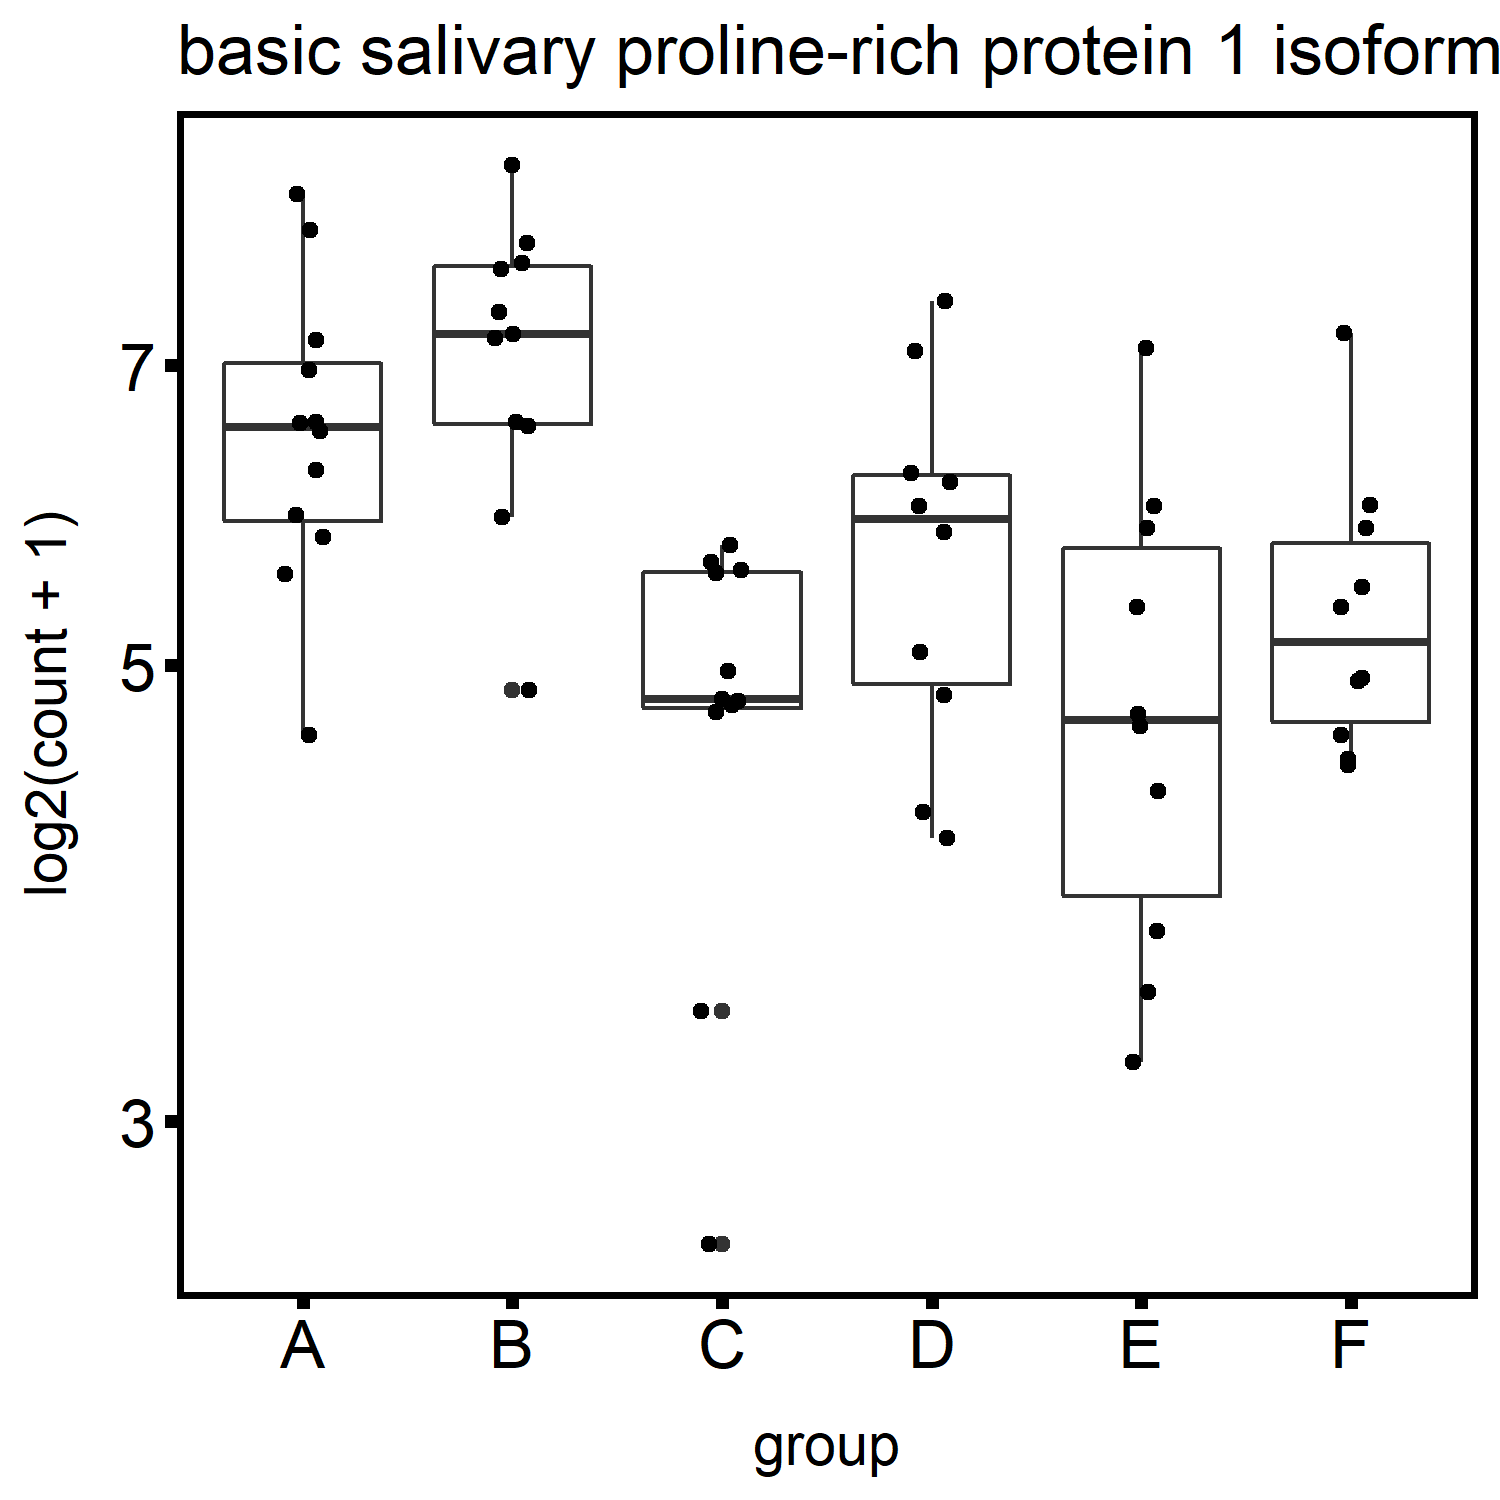 basic salivary proline-rich protein 1 isoform
log2(count + 1)
7
5
3
A B C D E F
group